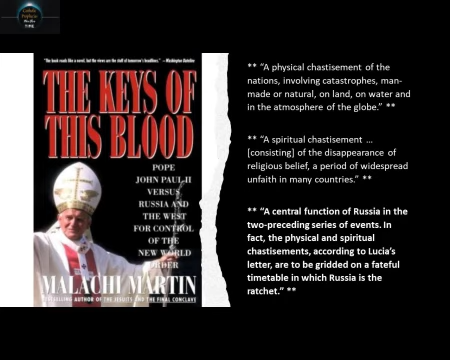 "The book reads like a novel, but the news are the stuff of tomorrow's headlines." —Washington
THE KEYS OF
THIS BLOOD
POPE
JOHN PAUL II
VERSUS
RUSSIA AND
THE WEST
FOR CONTROL
OF THE
NEW WORLD
ORDER
MALACHI MARTIN
AUTHOR OF THE JESUITS AND THE FINAL CONCLAVE
** "A physical chastisement of the
nations, involving catastrophes, man-
made or natural, on land, on water and
in the atmosphere of the globe." **
** "A spiritual chastisement …
[consisting] of the disappearance of
religious belief, a period of widespread
unfaith in many countries." **
** "A central function of Russia in the
two-preceding series of events. In
fact, the physical and spiritual
chastisements, according to Lucia's
letter, are to be gridded on a fateful
timetable in which Russia is the
ratchet." **